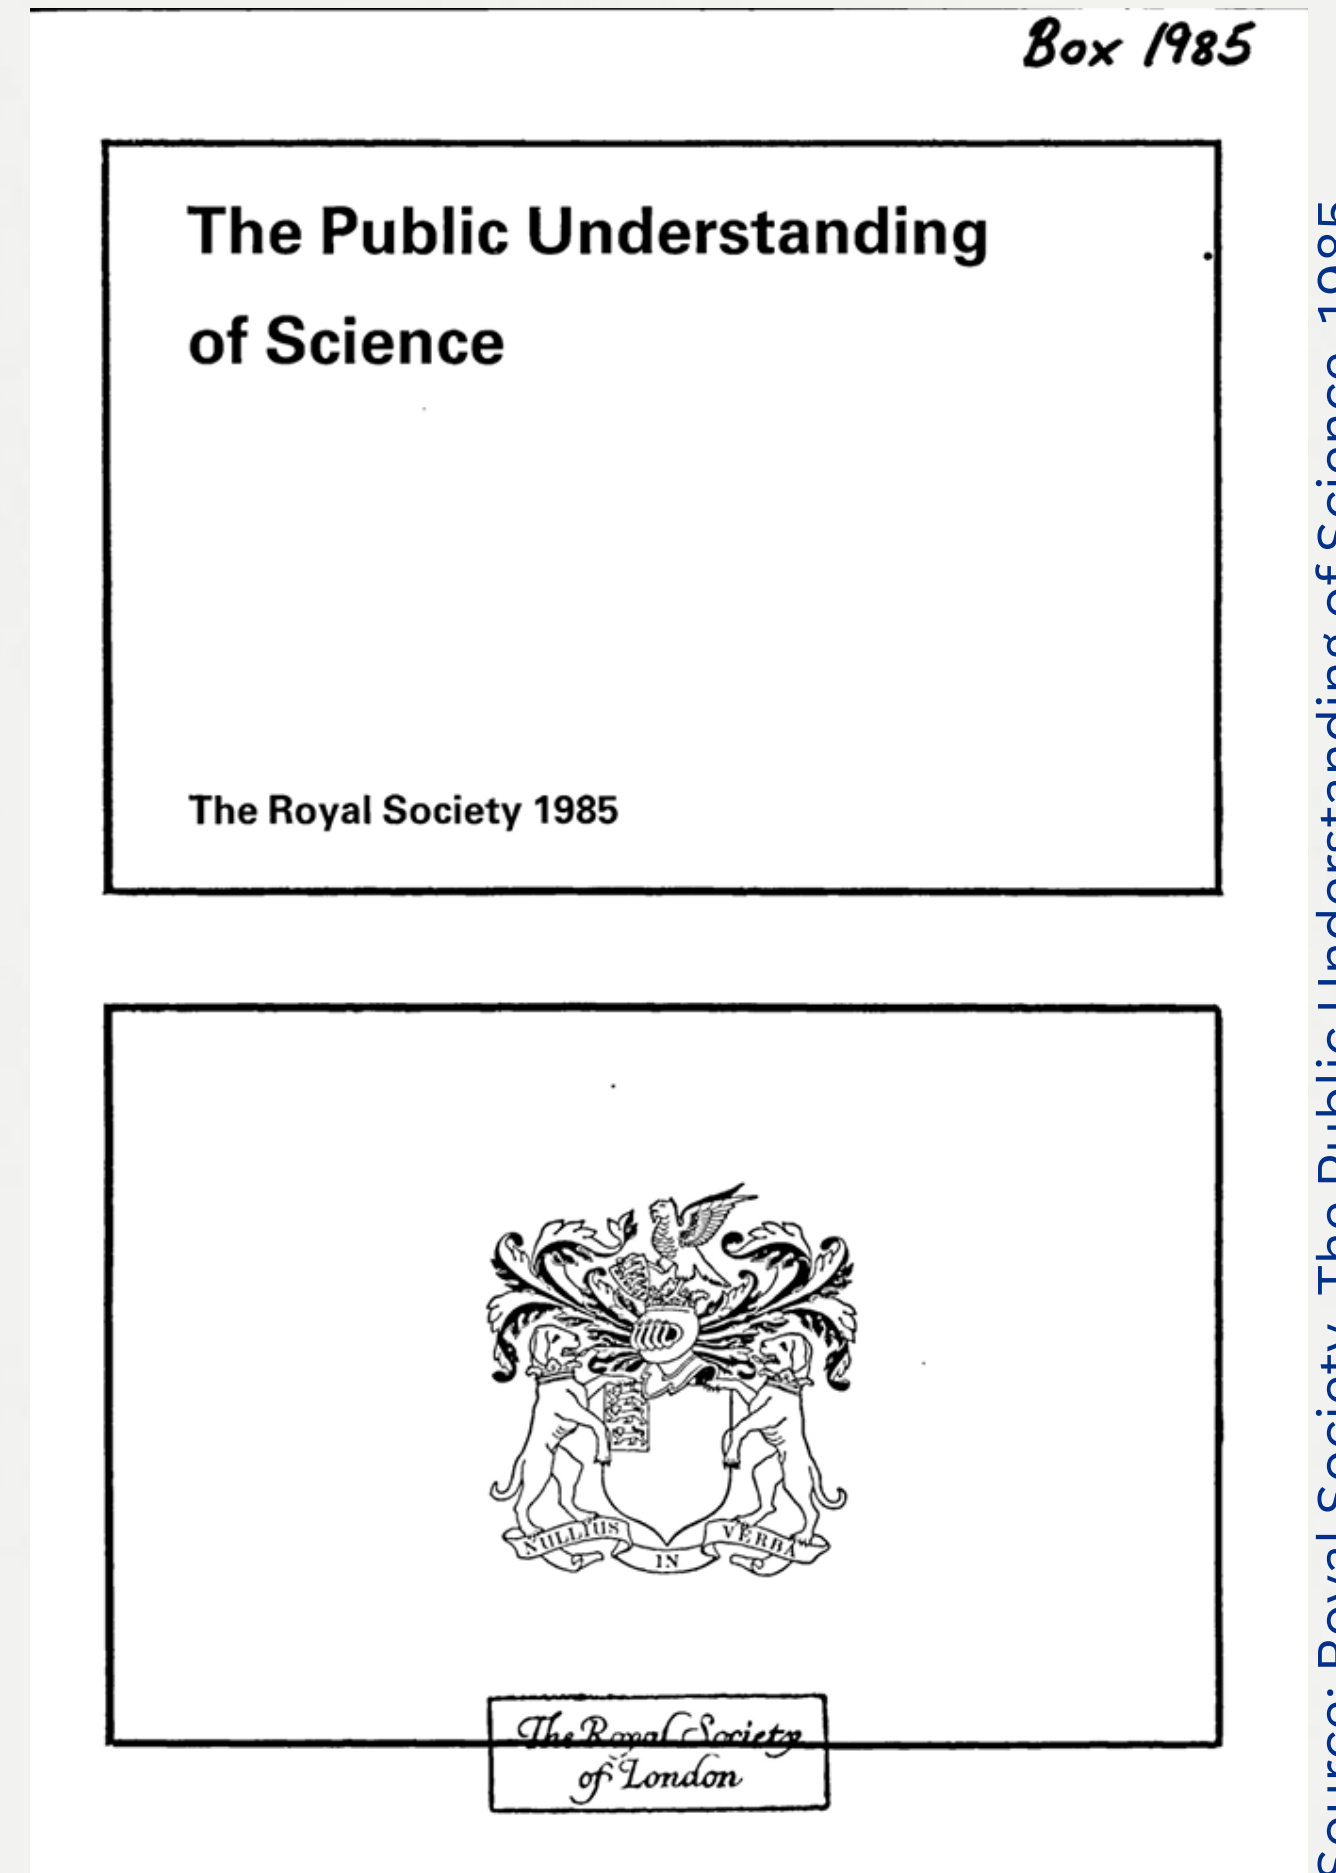 Box 1985
The Public Understanding
of Science
The Royal Society 1985
NULLIUS IN VERBA
The Royal Society
of London
Source: Royal Society, The Public Understanding of Science, 1985